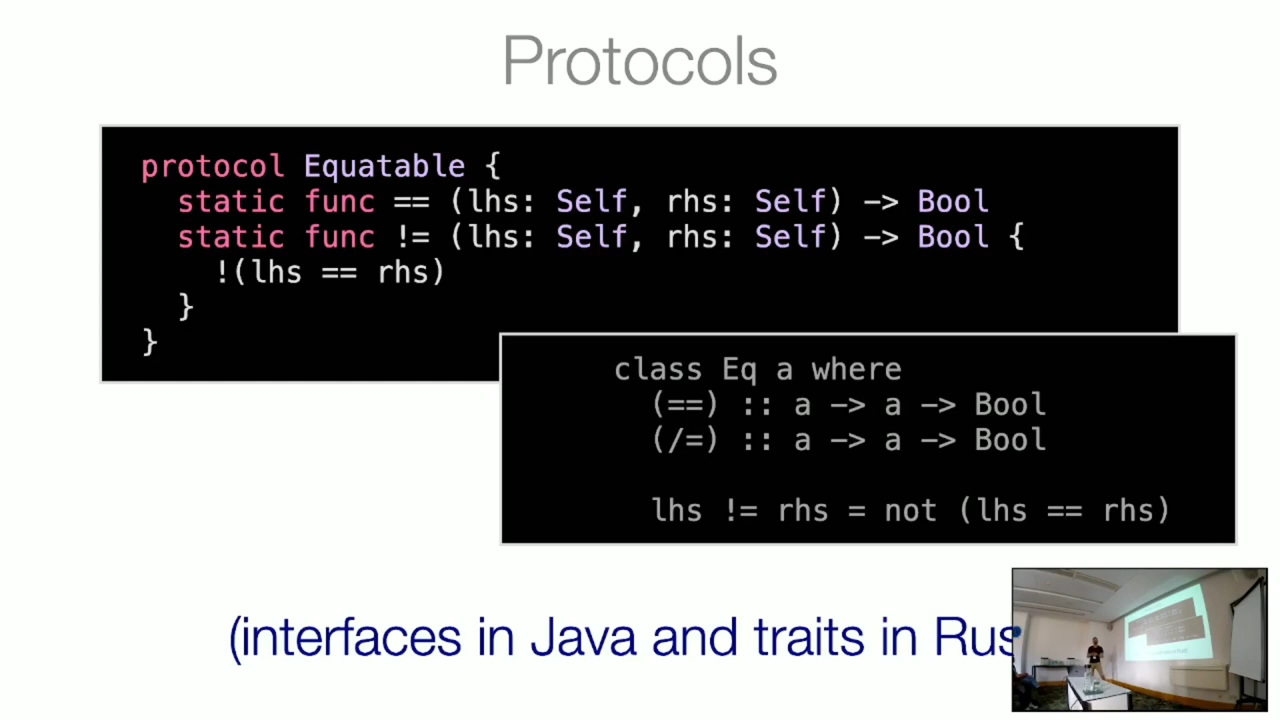 Protocols
protocol Equatable {
static func == (lhs: Self, rhs: Self) -> Bool
static func != (lhs: Self, rhs: Self) -> Bool {
!(lhs == rhs)
}
}
class Eq a where
(==) :: a -> a -> Bool
(/=) :: a -> a -> Bool
lhs != rhs = not (lhs == rhs)
(interfaces in Java and traits in Rus